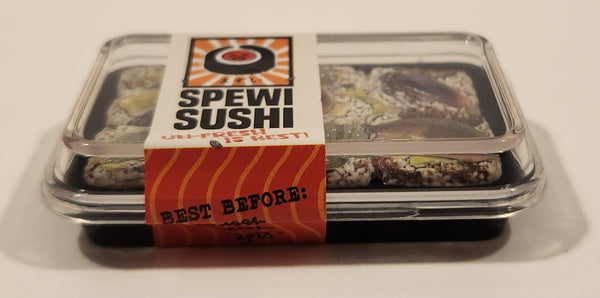 SPEWI
SUSHI
UN-FRESH
IS BEST!
BEST BEFORE: